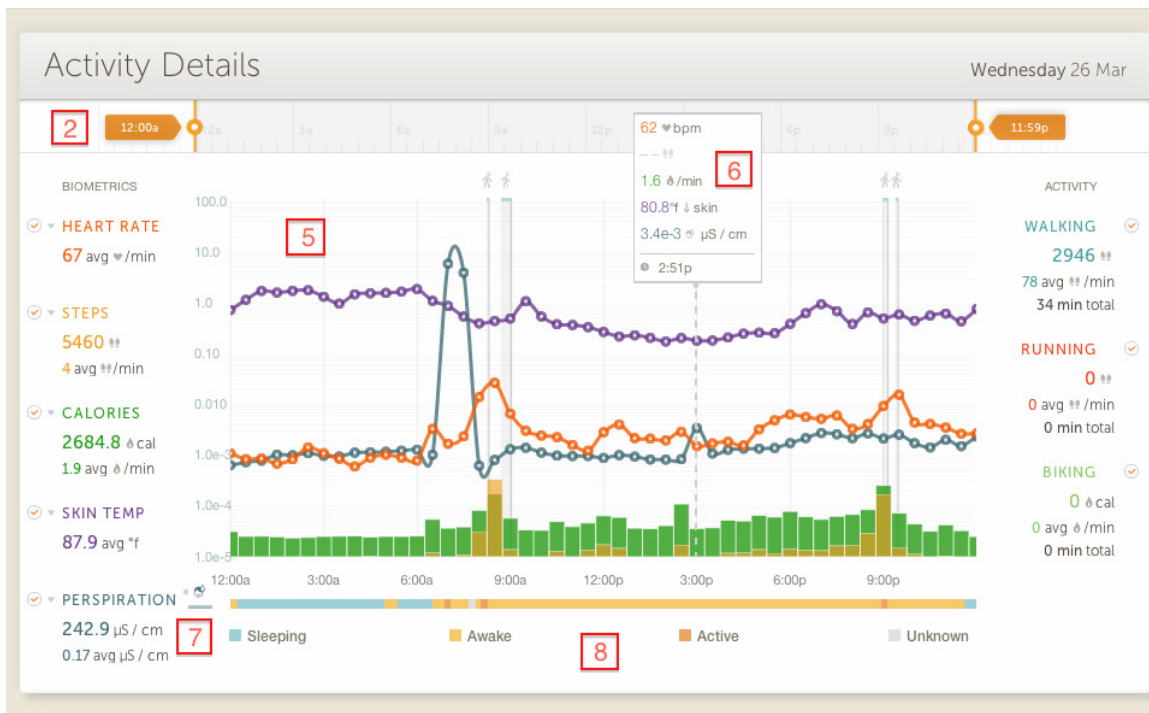 Activity Details
Wednesday 26 Mar
2
12:00a
12a
3a
6a
9a
12p
6p
9p
11:59p
62 bpm
--
6
1.6 /min
80.8°f skin
3.4e-3 µS / cm
2:51p
BIOMETRICS
HEART RATE
67 avg /min
STEPS
5460
4 avg /min
CALORIES
2684.8 cal
1.9 avg /min
SKIN TEMP
87.9 avg °f
PERSPIRATION
242.9 µS / cm
0.17 avg µS / cm
7
5
100.0
10.0
1.0
0.10
0.010
1.0e-3
1.0e-4
1.0e-5
12:00a
3:00a
6:00a
9:00a
12:00p
3:00p
6:00p
9:00p
Sleeping
Awake
Active
Unknown
8
ACTIVITY
WALKING
2946
78 avg /min
34 min total
RUNNING
0
0 avg /min
0 min total
BIKING
0 cal
0 avg /min
0 min total